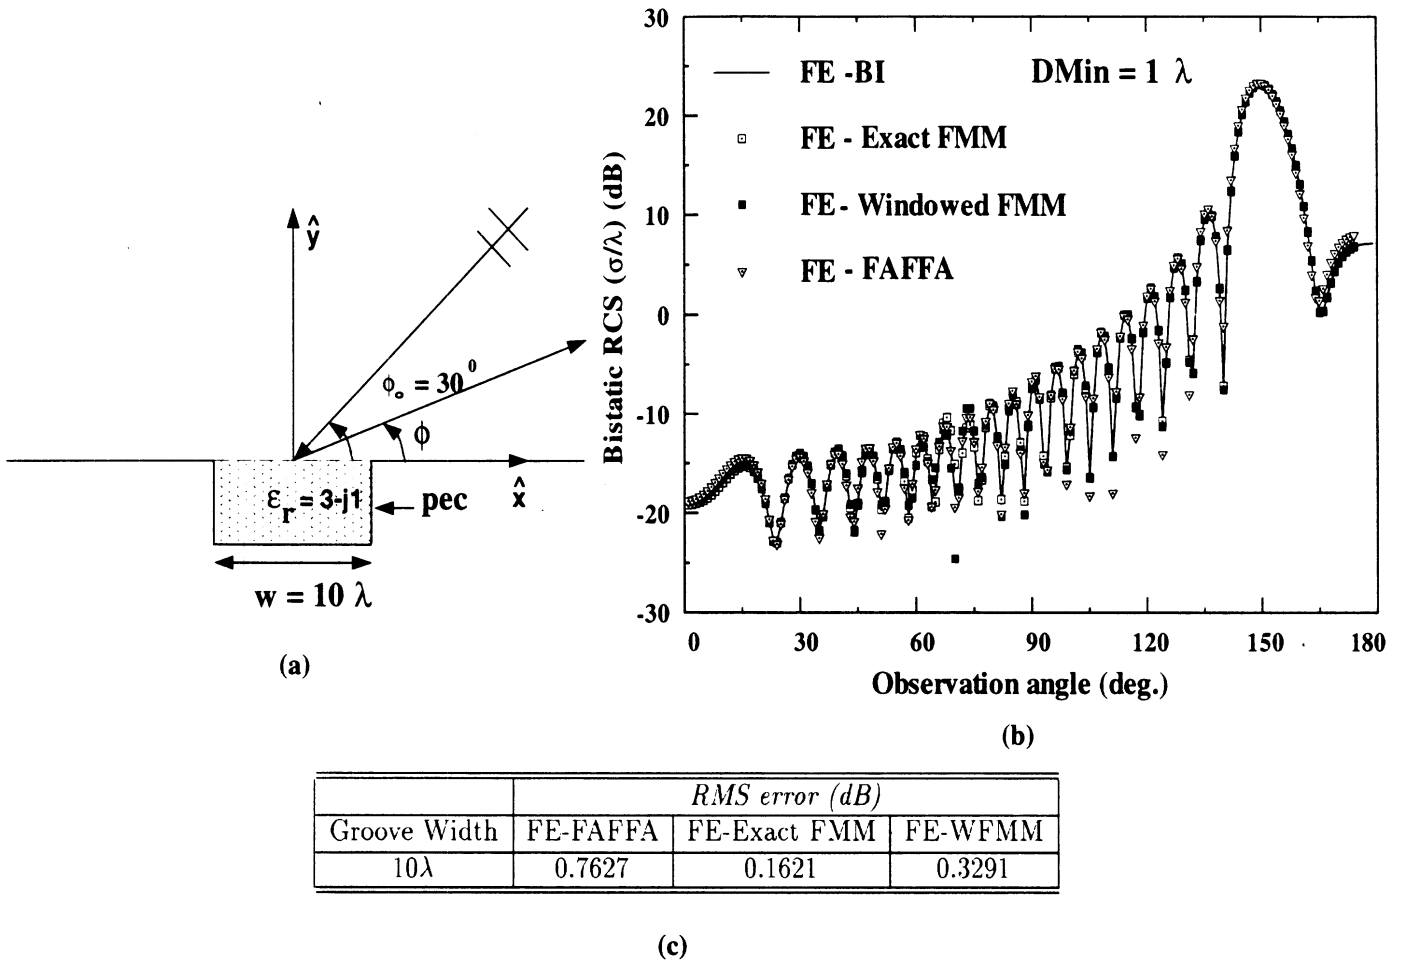 ŷ
ϕₒ = 30⁰
ϕ
x̂
εr = 3-j1
pec
w = 10 λ
(a)
30
20
10
0
-10
-20
-30
Bistatic RCS (σ/λ) (dB)
FE -BI
DMin = 1 λ
FE - Exact FMM
FE - Windowed FMM
FE - FAFFA
0 30 60 90 120 150 180
Observation angle (deg.)
(b)
RMS error (dB)
Groove Width FE-FAFFA FE-Exact FMM FE-WFMM
10λ 0.7627 0.1621 0.3291
(c)